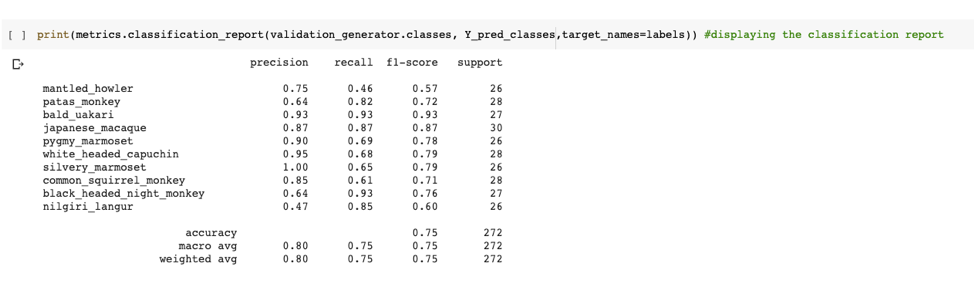 [ ] print(metrics.classification_report(validation_generator.classes, Y_pred_classes,target_names=labels)) #displaying the classification report
precision recall f1-score support
mantled_howler 0.75 0.46 0.57 26
patas_monkey 0.64 0.82 0.72 28
bald_uakari 0.93 0.93 0.93 27
japanese_macaque 0.87 0.87 0.87 30
pygmy_marmoset 0.90 0.69 0.78 26
white_headed_capuchin 0.95 0.68 0.79 28
silvery_marmoset 1.00 0.65 0.79 26
common_squirrel_monkey 0.85 0.61 0.71 28
black_headed_night_monkey 0.64 0.93 0.76 27
nilgiri_langur 0.47 0.85 0.60 26
accuracy 0.75 272
macro avg 0.80 0.75 0.75 272
weighted avg 0.80 0.75 0.75 272